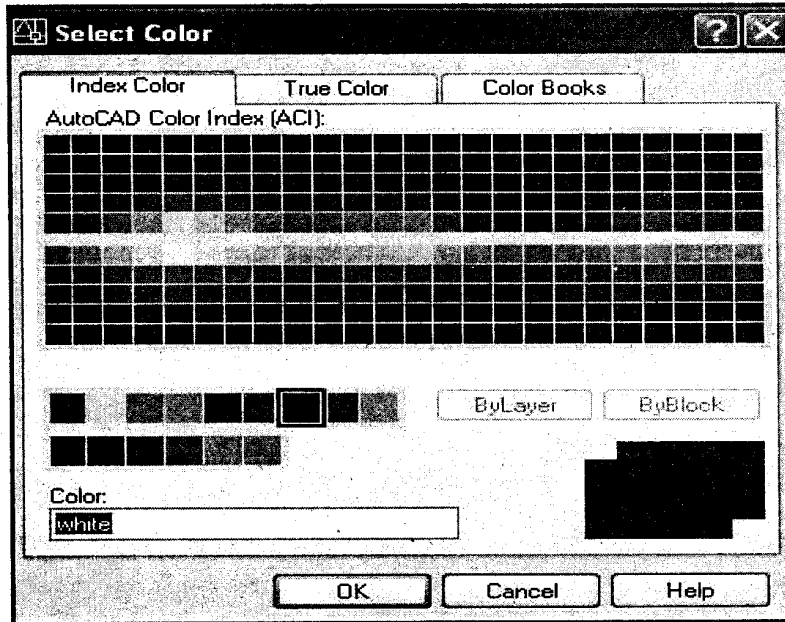 Select Color
Index Color True Color Color Books
AutoCAD Color Index (ACI):
ByLayer ByBlock
Color:
white
OK Cancel Help